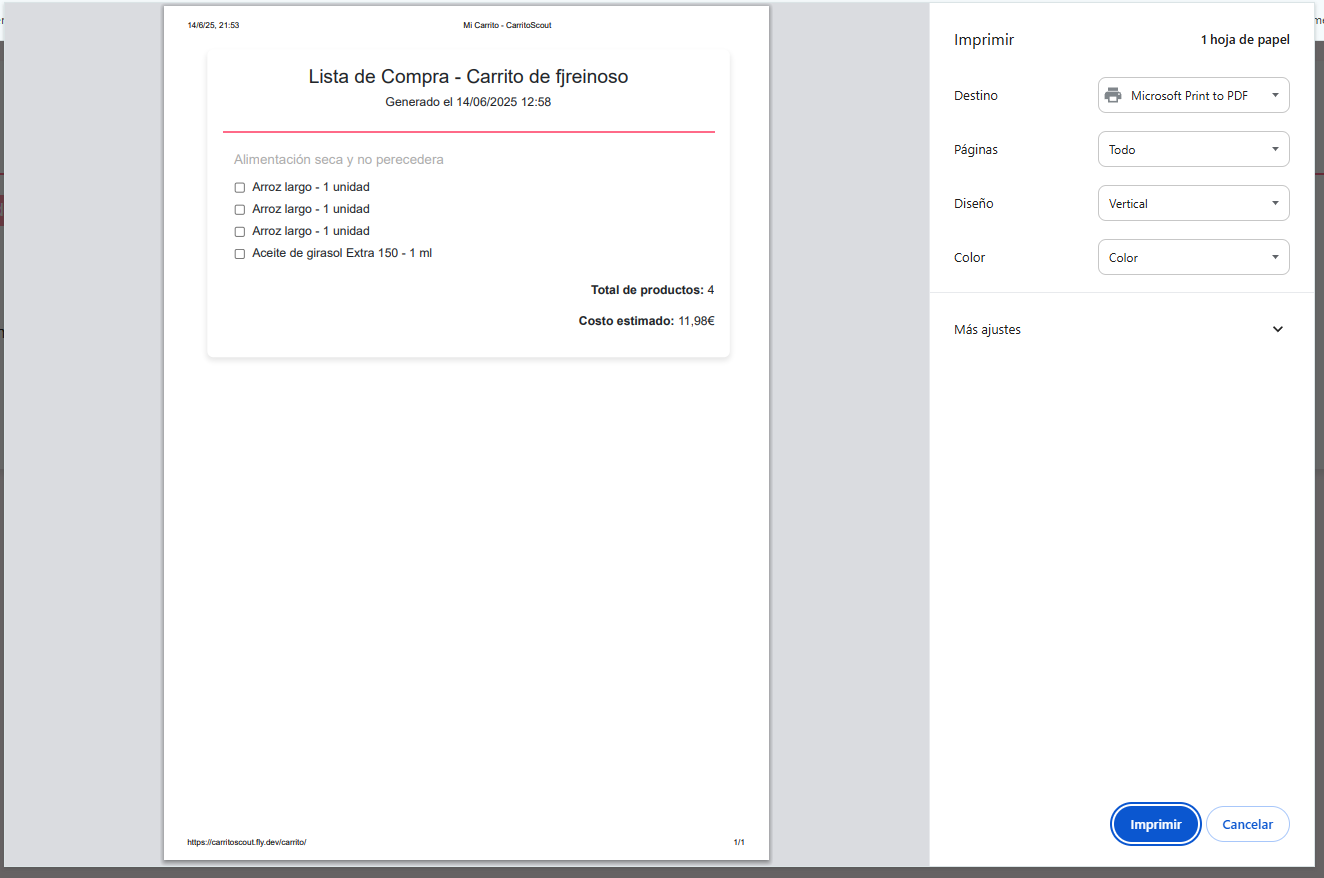 14/6/25, 21:53 Mi Carrito - CarritoScout
Lista de Compra - Carrito de fjreinoso
Generado el 14/06/2025 12:58
Alimentación seca y no perecedera
Arroz largo - 1 unidad
Arroz largo - 1 unidad
Arroz largo - 1 unidad
Aceite de girasol Extra 150 - 1 ml
Total de productos: 4
Costo estimado: 11,98€
https://carritoscout.fly.dev/carrito/ 1/1
Imprimir 1 hoja de papel
Destino Microsoft Print to PDF
Páginas Todo
Diseño Vertical
Color Color
Más ajustes
Imprimir Cancelar